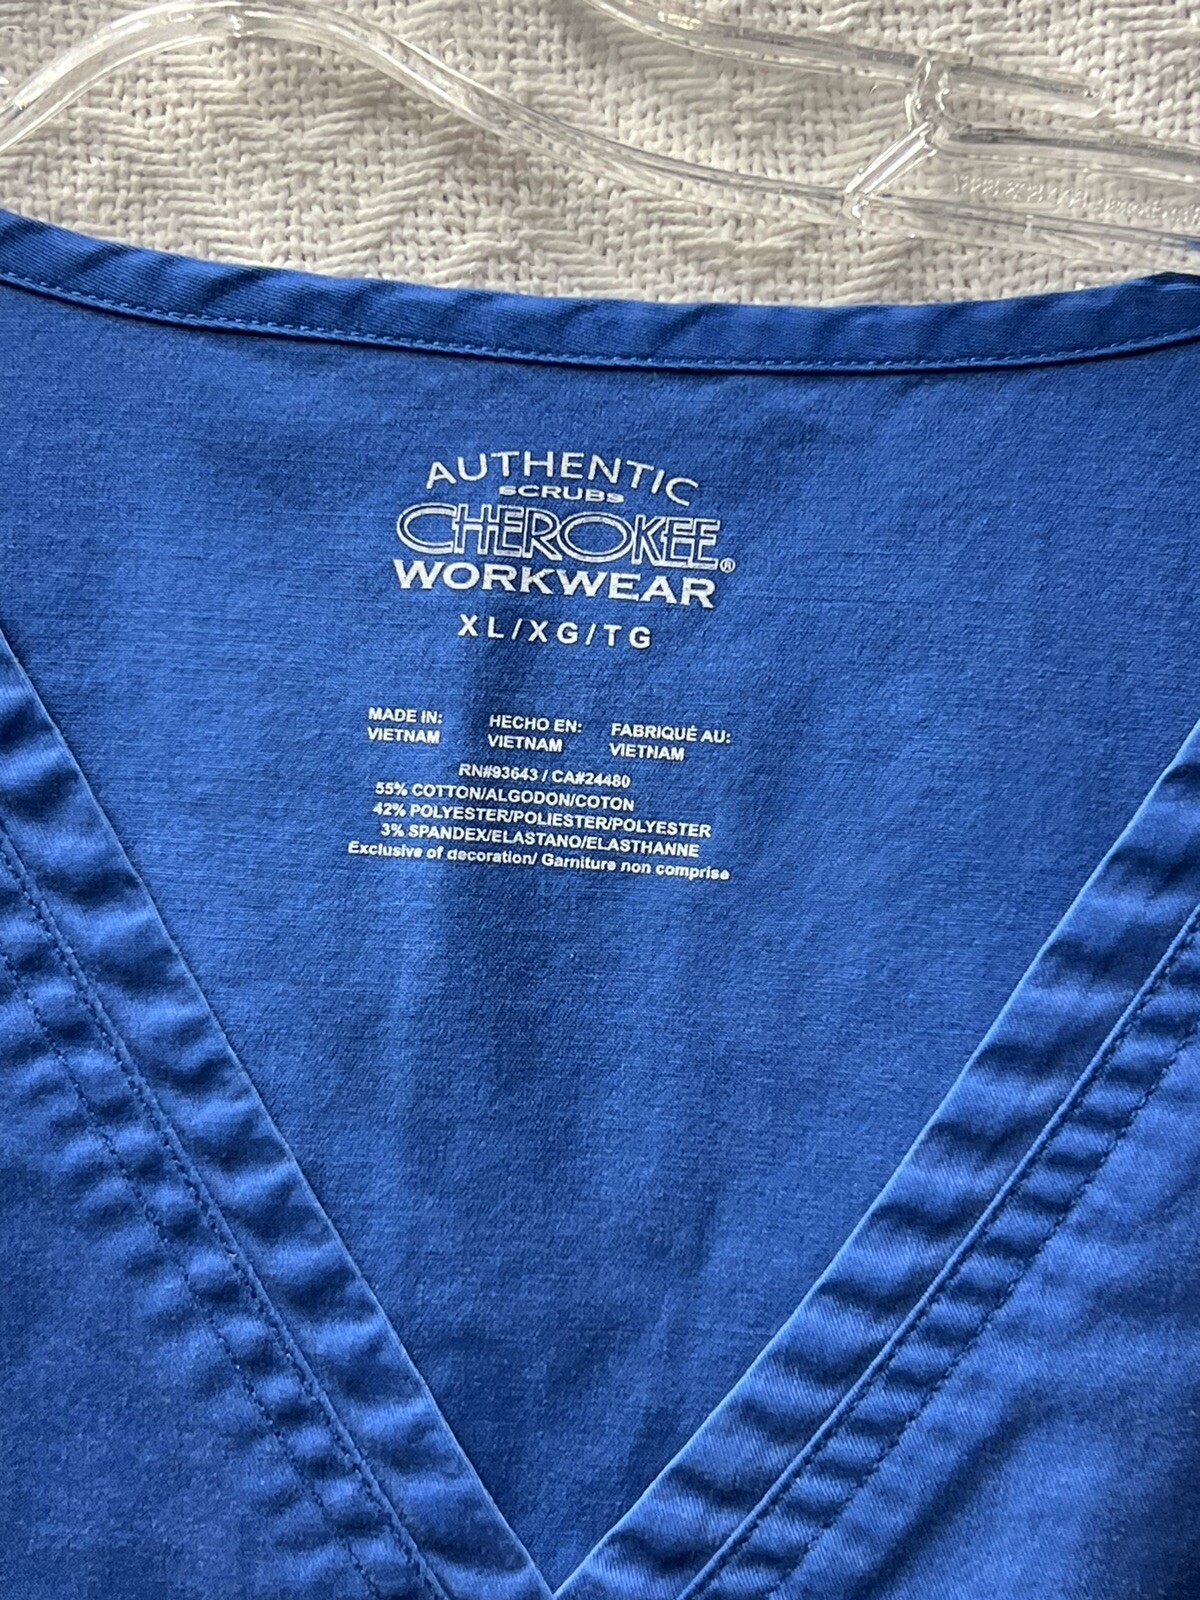 AUTHENTIC
SCRUBS
CHEROKEE®
WORKWEAR
XL/XG/TG
MADE IN: HECHO EN: FABRIQUÉ AU:
VIETNAM VIETNAM VIETNAM
RN#93643 / CA#24480
55% COTTON/ALGODON/COTON
42% POLYESTER/POLIESTER/POLYESTER
3% SPANDEX/ELASTANO/ELASTHANNE
Exclusive of decoration/ Garniture non comprise